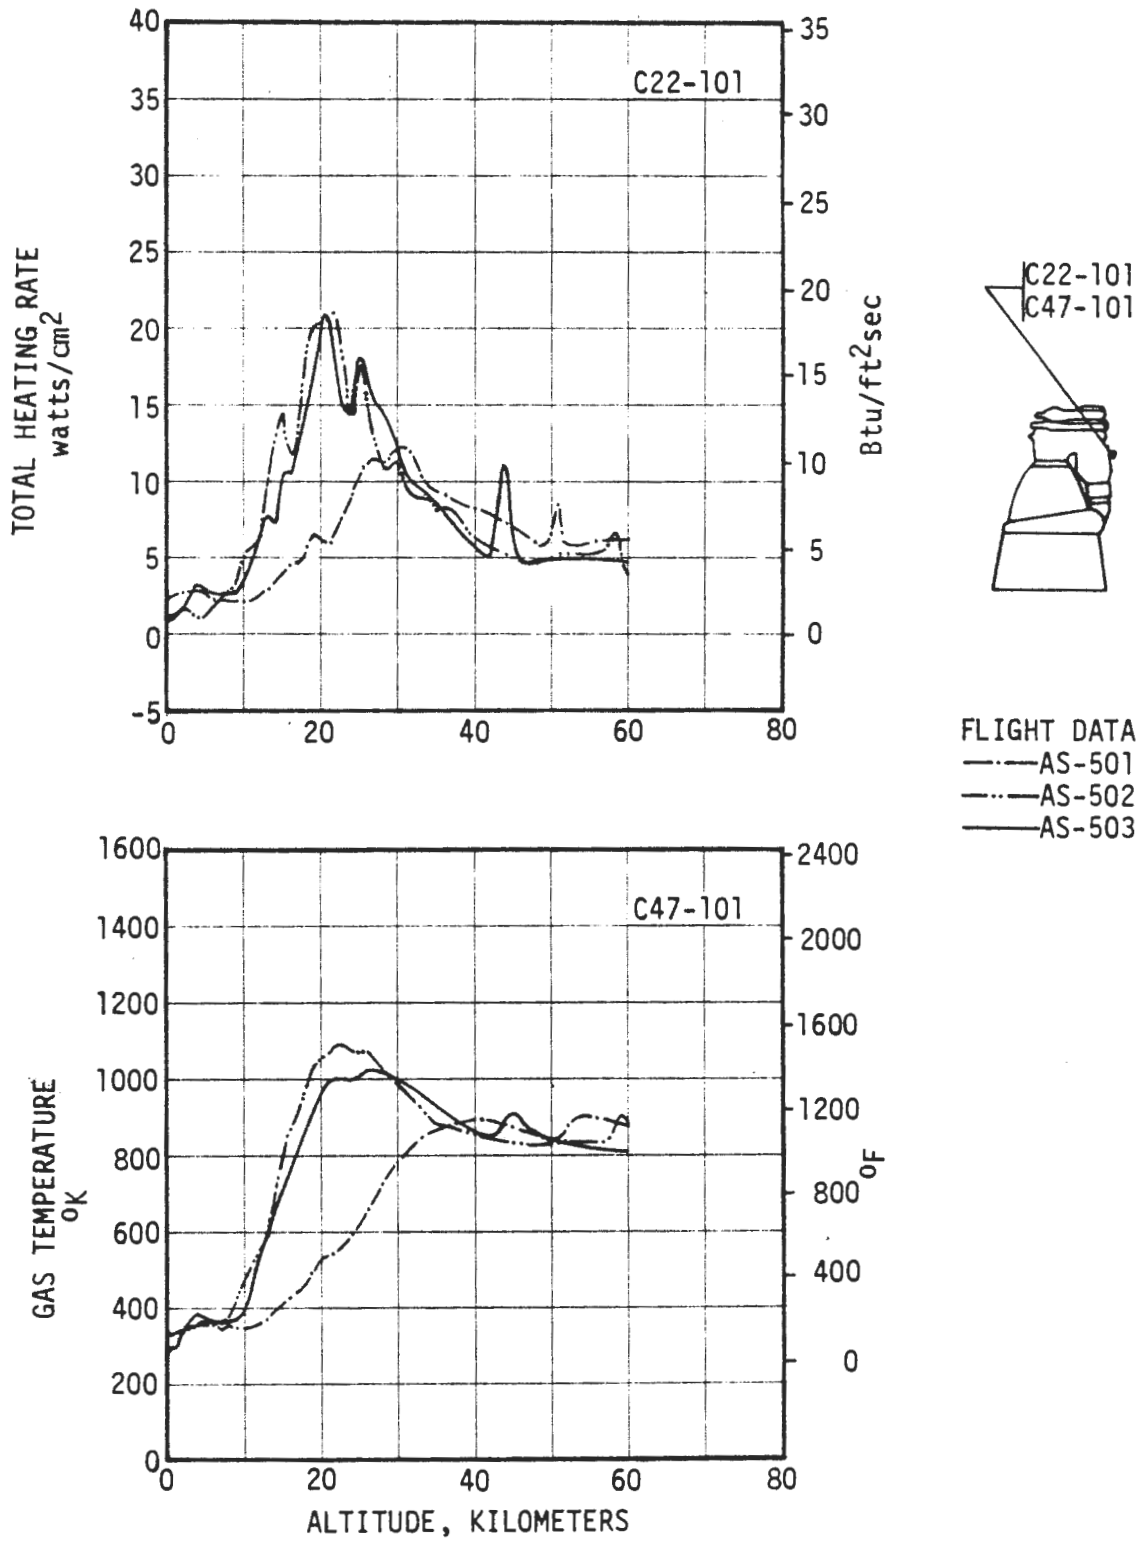 40
35
30
25
20
15
10
5
0
-5
TOTAL HEATING RATE
watts/cm2
C22-101
35
30
25
20
15
10
5
0
Btu/ft2sec
0 20 40 60 80
C22-101
C47-101
FLIGHT DATA
AS-501
AS-502
AS-503
1600
1400
1200
1000
800
600
400
200
0
GAS TEMPERATURE
oK
C47-101
2400
2000
1600
1200
800
400
0
oF
0 20 40 60 80
ALTITUDE, KILOMETERS